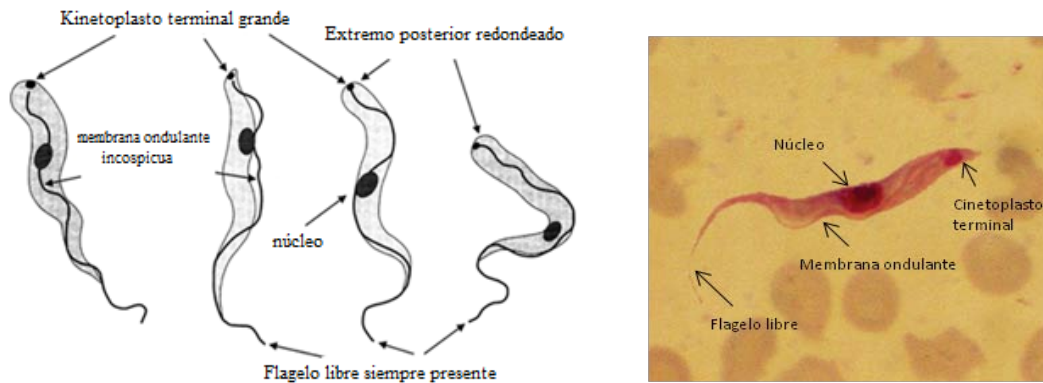 Kinetoplasto terminal grande
Extremo posterior redondeado
membrana ondulante
incospicua
núcleo
Flagelo libre siempre presente
Núcleo
Cinetoplasto
terminal
Membrana ondulante
Flagelo libre